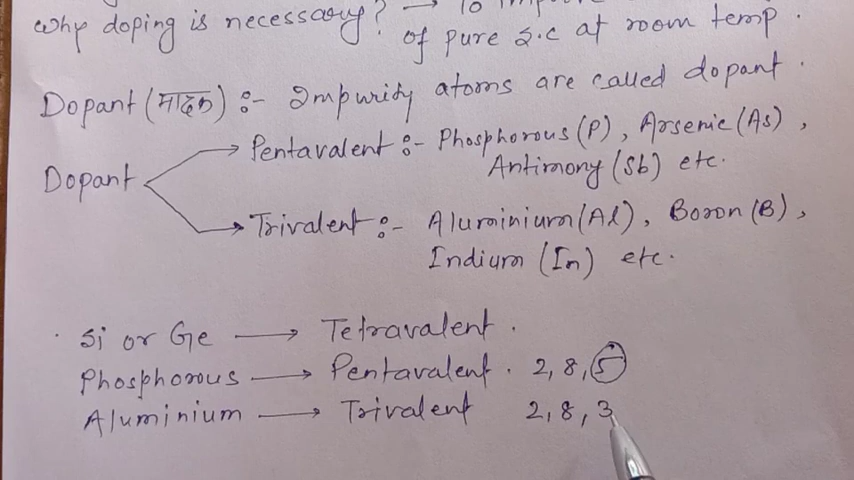 why doping is necessary? → To
of pure s.c at room temp.
Dopant (मादक) :- Impurity atoms are called dopant.
Pentavalent :- Phosphorous (P), Arsenic (As),
Antimony (Sb) etc.
Dopant
Trivalent :- Aluminium (Al), Boron (B),
Indium (In) etc.
Si or Ge → Tetravalent.
Phosphorous → Pentavalent. 2, 8, 5
Aluminium → Trivalent 2, 8, 3